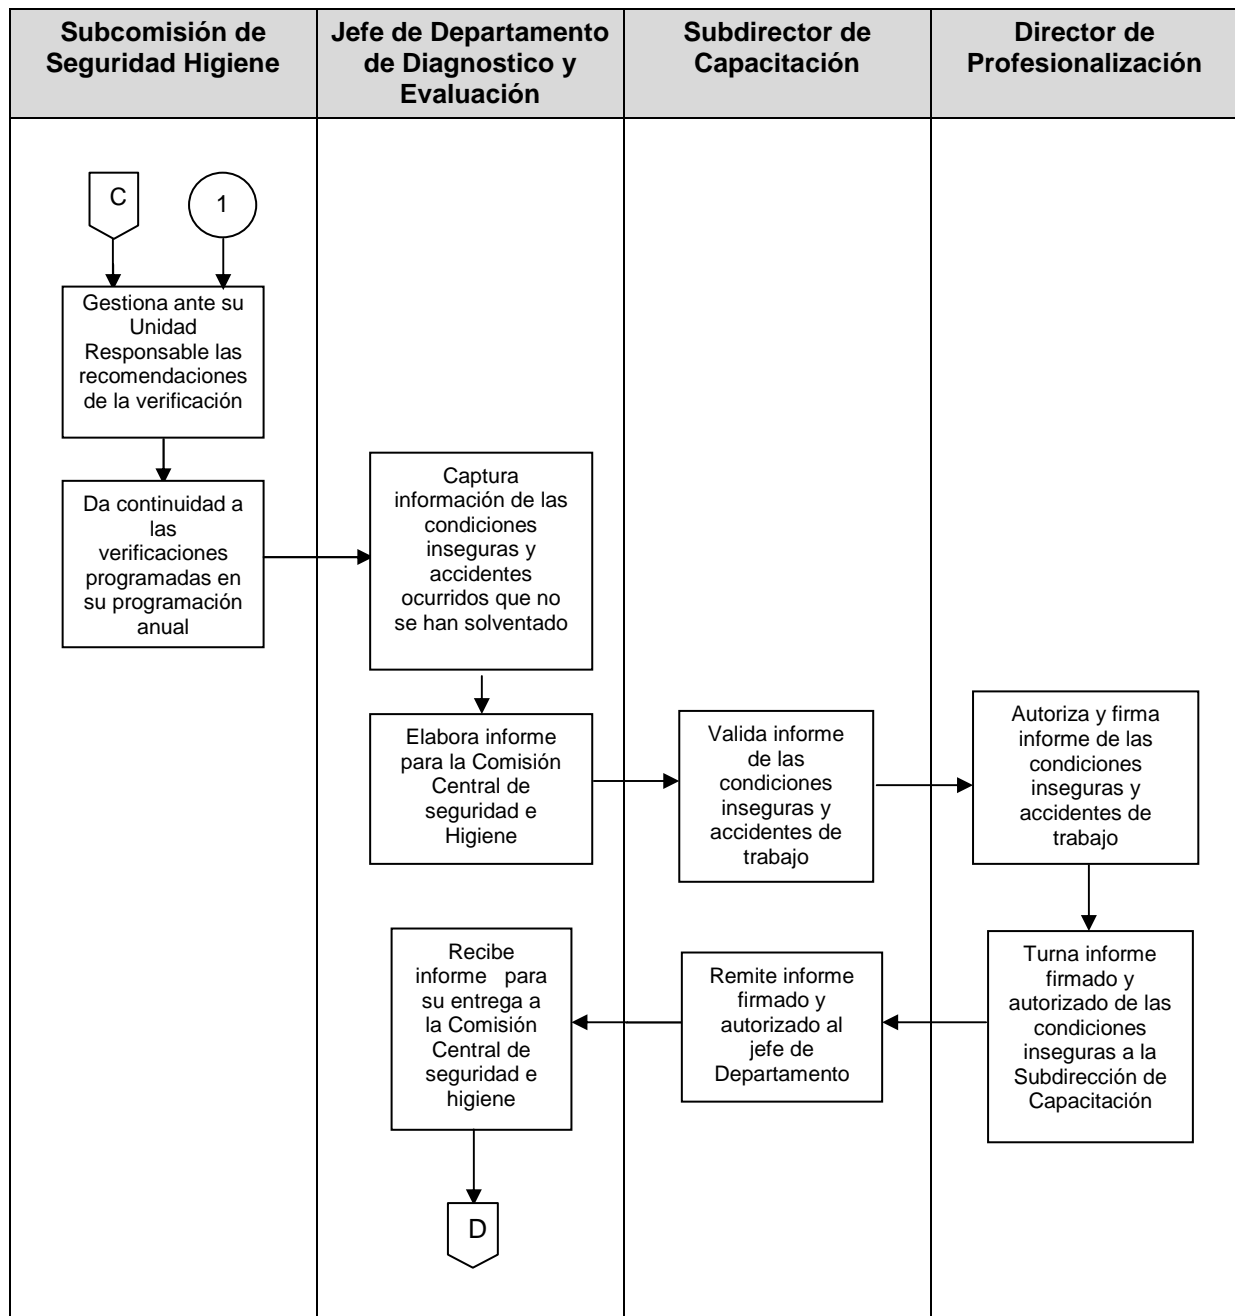 Subcomisión de
Seguridad Higiene
Jefe de Departamento
de Diagnostico y
Evaluación
Subdirector de
Capacitación
Director de
Profesionalización
C
1
Gestiona ante su
Unidad
Responsable las
recomendaciones
de la verificación
Da continuidad a
las
verificaciones
programadas en
su programación
anual
Captura
información de las
condiciones
inseguras y
accidentes
ocurridos que no
se han solventado
Elabora informe
para la Comisión
Central de
seguridad e
Higiene
Valida informe
de las
condiciones
inseguras y
accidentes de
trabajo
Autoriza y firma
informe de las
condiciones
inseguras y
accidentes de
trabajo
Turna informe
firmado y
autorizado de las
condiciones
inseguras a la
Subdirección de
Capacitación
Remite informe
firmado y
autorizado al
jefe de
Departamento
Recibe
informe para
su entrega a
la Comisión
Central de
seguridad e
higiene
D